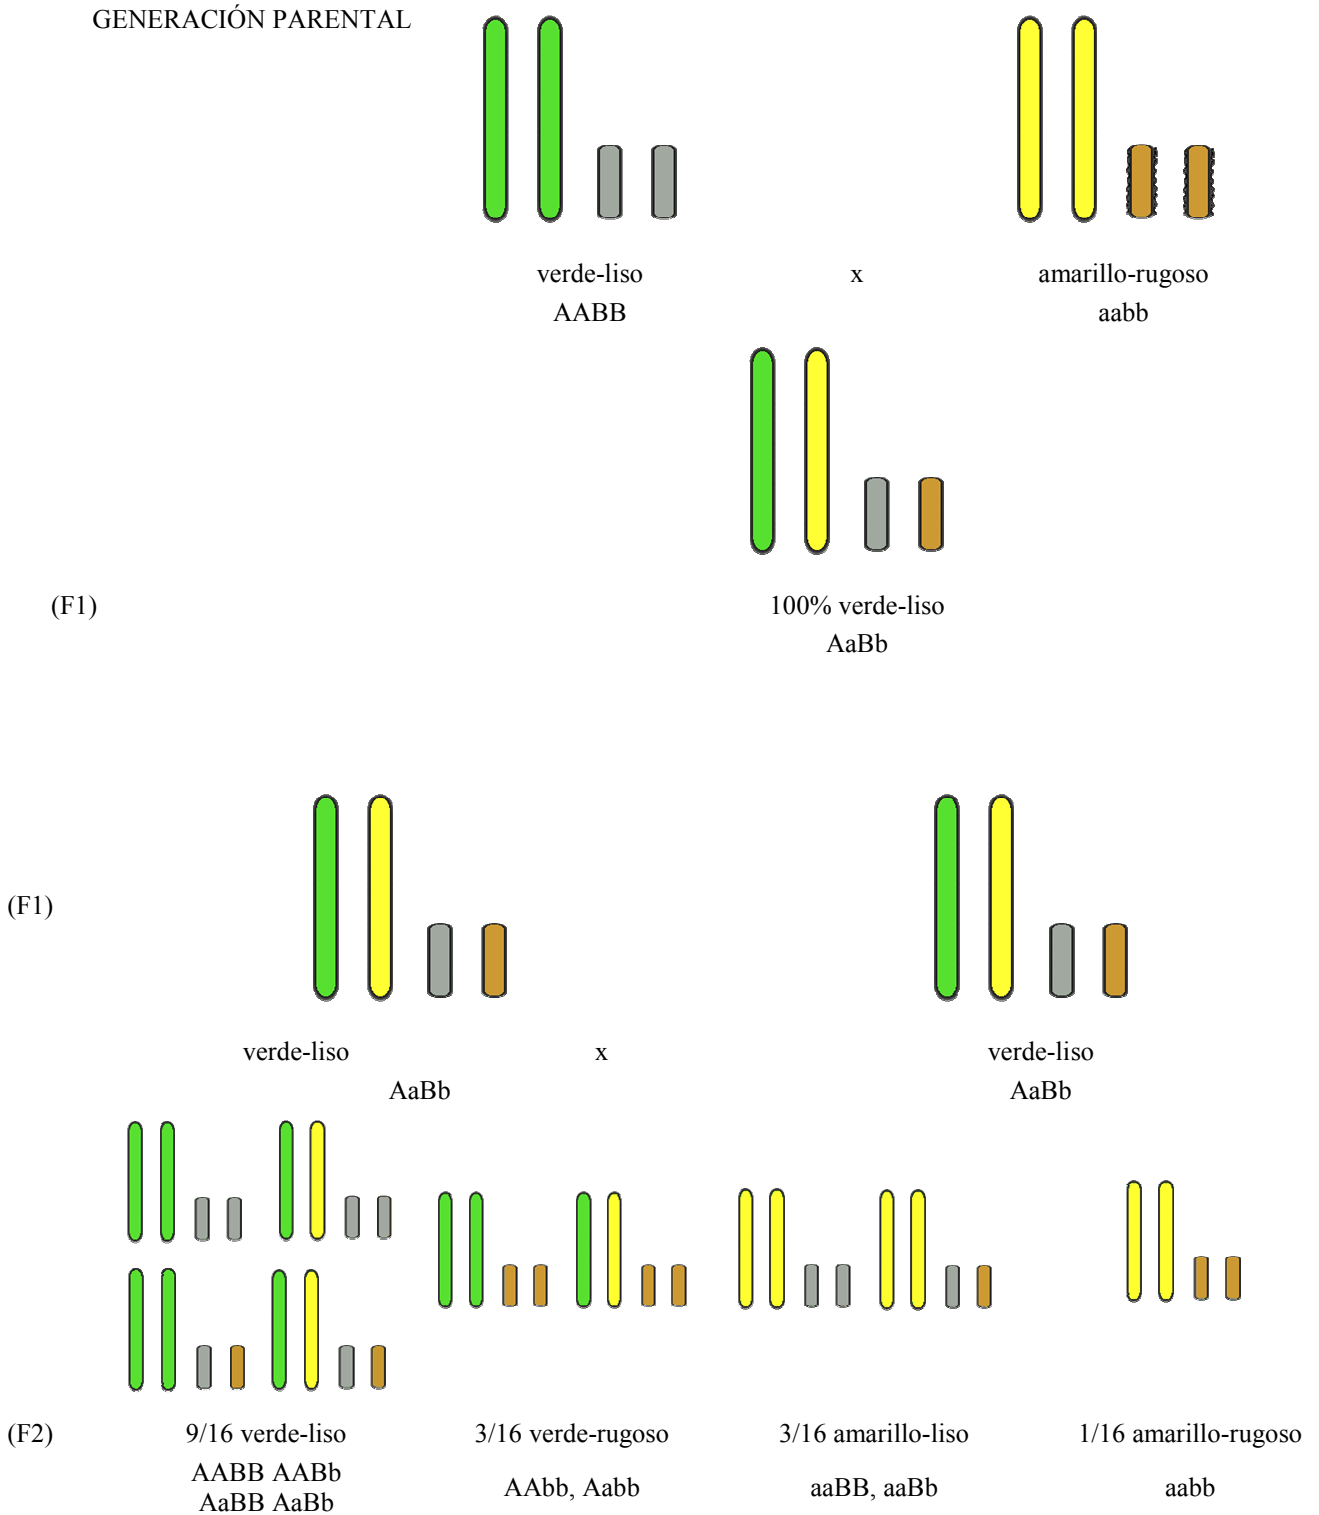 GENERACIÓN PARENTAL
verde-liso x amarillo-rugoso
AABB aabb
(F1) 100% verde-liso
AaBb
(F1)
verde-liso x verde-liso
AaBb AaBb
(F2) 9/16 verde-liso 3/16 verde-rugoso 3/16 amarillo-liso 1/16 amarillo-rugoso
AABB AABb
AaBB AaBb
AAbb, Aabb aaBB, aaBb aabb